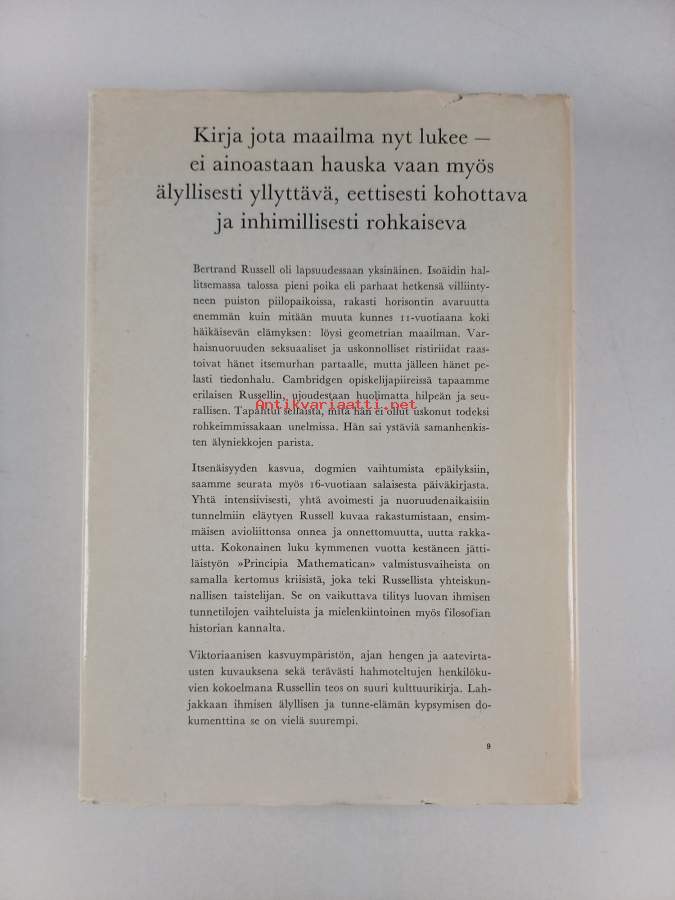 Kirja jota maailma nyt lukee —
ei ainoastaan hauska vaan myös
älyllisesti yllyttävä, eettisesti kohottava
ja inhimillisesti rohkaiseva
Bertrand Russell oli lapsuudessaan yksinäinen. Isoäidin hal-
litsemassa talossa pieni poika eli parhaat hetkensä villiinty-
neen puiston piilopaikoissa, rakasti horisontin avaruutta
enemmän kuin mitään muuta kunnes 11-vuotiaana koki
häikäisevän elämyksen: löysi geometrian maailman. Var-
haisnuoruuden seksuaaliset ja uskonnolliset ristiriidat raas-
toivat hänet itsemurhan partaalle, mutta jälleen hänet pe-
lasti tiedonhalu. Cambridgen opiskelijapiireissä tapaamme
erilaisen Russellin, ujoudestaan huolimatta hilpeän ja seu-
rallisen. Tapahtui sellaista, mitä hän ei ollut uskonut todeksi
Antikvariaatti.net
rohkeimmissakaan unelmissa. Hän sai ystäviä samanhenkis-
ten älyniekkojen parista.
Itsenäisyyden kasvua, dogmien vaihtumista epäilyksiin,
saamme seurata myös 16-vuotiaan salaisesta päiväkirjasta.
Yhtä intensiivisesti, yhtä avoimesti ja nuoruudenaikaisiin
tunnelmiin eläytyen Russell kuvaa rakastumistaan, ensim-
mäisen avioliittonsa onnea ja onnettomuutta, uutta rakka-
utta. Kokonainen luku kymmenen vuotta kestäneen jätti-
läistyön »Principia Mathematican» valmistusvaiheista on
samalla kertomus kriisistä, joka teki Russellista yhteiskun-
nallisen taistelijan. Se on vaikuttava tilitys luovan ihmisen
tunnetilojen vaihteluista ja mielenkiintoinen myös filosofian
historian kannalta.
Viktoriaanisen kasvuympäristön, ajan hengen ja aatevirta-
usten kuvauksena sekä terävästi hahmoteltujen henkilöku-
vien kokoelmana Russellin teos on suuri kulttuurikirja. Lah-
jakkaan ihmisen älyllisen ja tunne-elämän kypsymisen do-
kumenttina se on vielä suurempi.
9